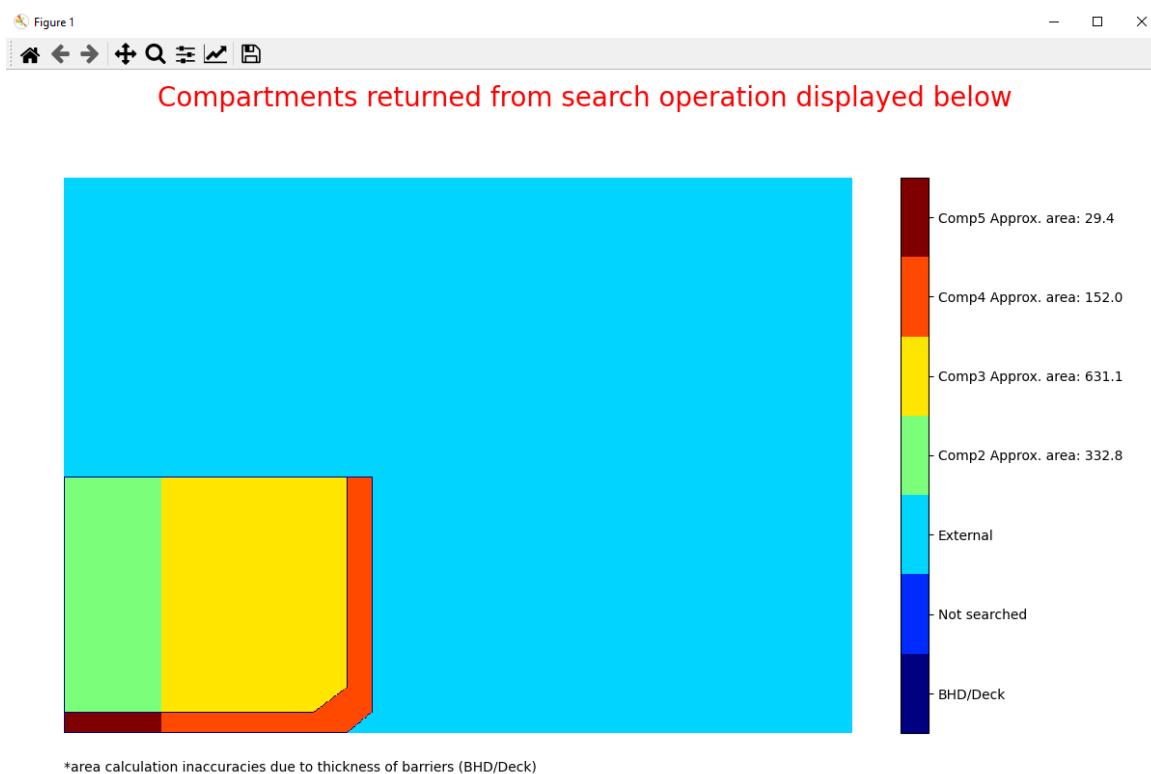 Figure 1
Compartments returned from search operation displayed below
Comp5 Approx. area: 29.4
Comp4 Approx. area: 152.0
Comp3 Approx. area: 631.1
Comp2 Approx. area: 332.8
External
Not searched
BHD/Deck
*area calculation inaccuracies due to thickness of barriers (BHD/Deck)